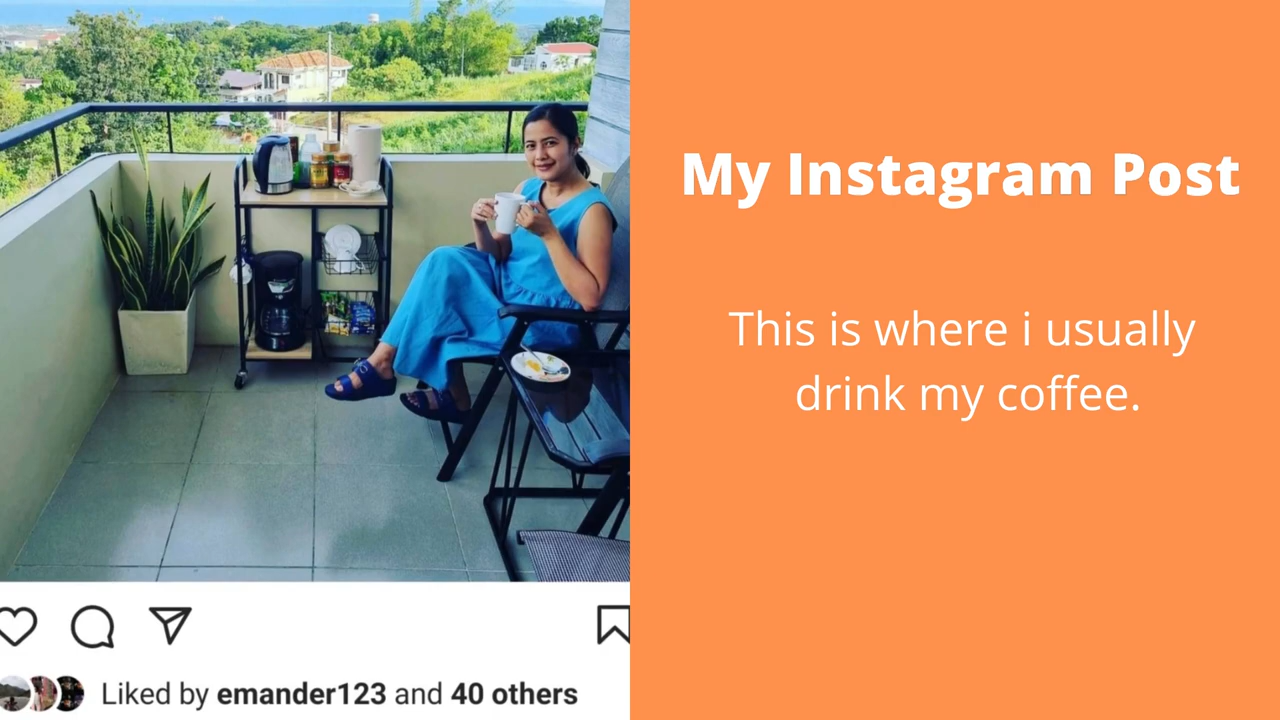 My Instagram Post
This is where i usually
drink my coffee.
Liked by emander123 and 40 others